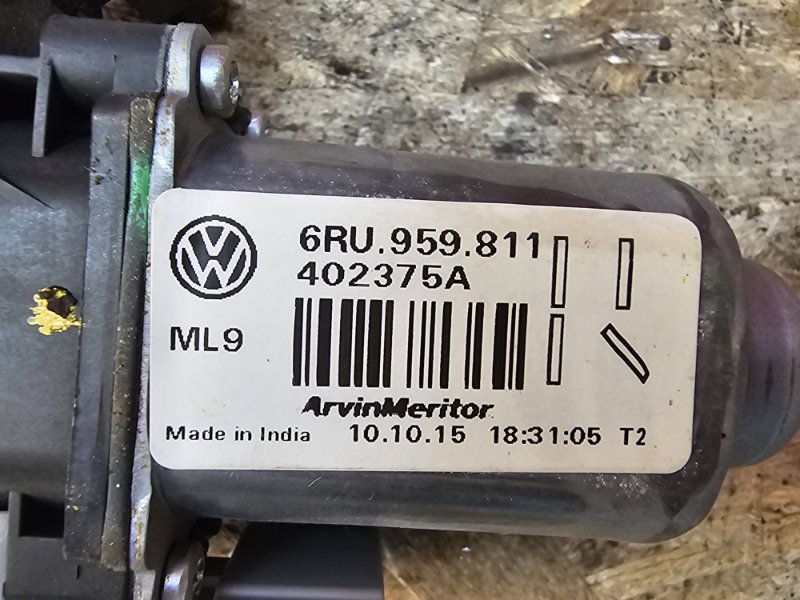 6RU.959.811
402375A
ML9
ArvinMeritor
Made in India 10.10.15 18:31:05 T2